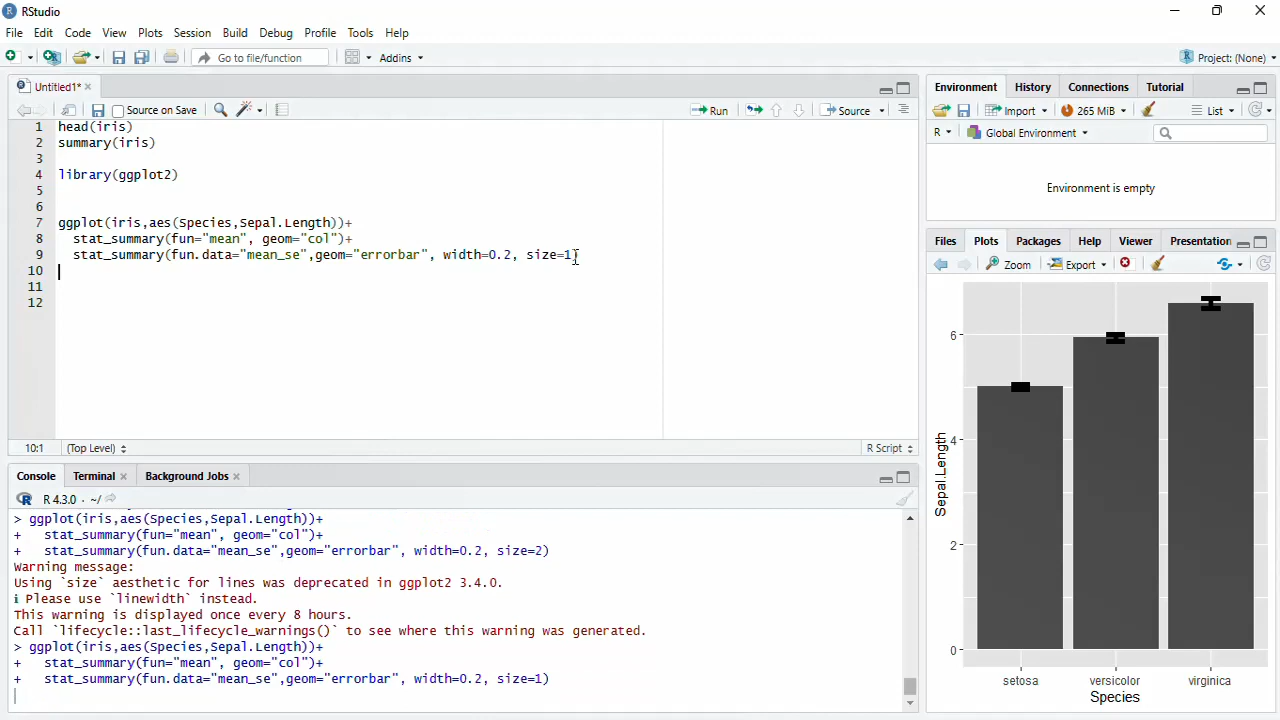 RStudio
File Edit Code View Plots Session Build Debug Profile Tools Help
Go to file/function Addins Project: (None)
Untitled1*
Source on Save Run Source
1 head(iris)
2 summary(iris)
3
4 library(ggplot2)
5
6
7 ggplot(iris,aes(Species,Sepal.Length))+
8 stat_summary(fun="mean", geom="col")+
9 stat_summary(fun.data="mean_se",geom="errorbar", width=0.2, size=1)
10
11
12
10:1 (Top Level) R Script
Console Terminal Background Jobs
R 4.3.0 · ~/
> ggplot(iris,aes(Species,Sepal.Length))+
+ stat_summary(fun="mean", geom="col")+
+ stat_summary(fun.data="mean_se",geom="errorbar", width=0.2, size=2)
Warning message:
Using `size` aesthetic for lines was deprecated in ggplot2 3.4.0.
ℹ Please use `linewidth` instead.
This warning is displayed once every 8 hours.
Call `lifecycle::last_lifecycle_warnings()` to see where this warning was generated.
> ggplot(iris,aes(Species,Sepal.Length))+
+ stat_summary(fun="mean", geom="col")+
+ stat_summary(fun.data="mean_se",geom="errorbar", width=0.2, size=1)
Environment History Connections Tutorial
Import 265 MiB List
R Global Environment
Environment is empty
Files Plots Packages Help Viewer Presentation
Zoom Export
6
4
2
0
Sepal.Length
setosa versicolor virginica
Species